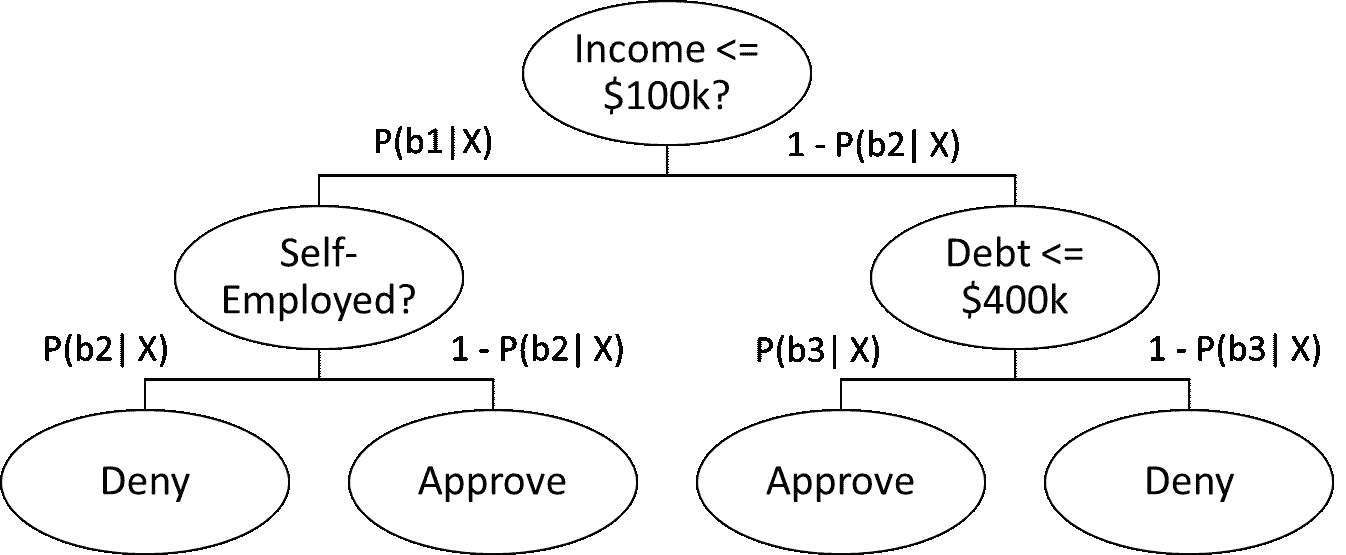 Income <=
$100k?
P(b1|X)
1 - P(b2| X)
Self-
Employed?
Debt <=
$400k
P(b2| X)
1 - P(b2| X)
P(b3| X)
1 - P(b3| X)
Deny
Approve
Approve
Deny